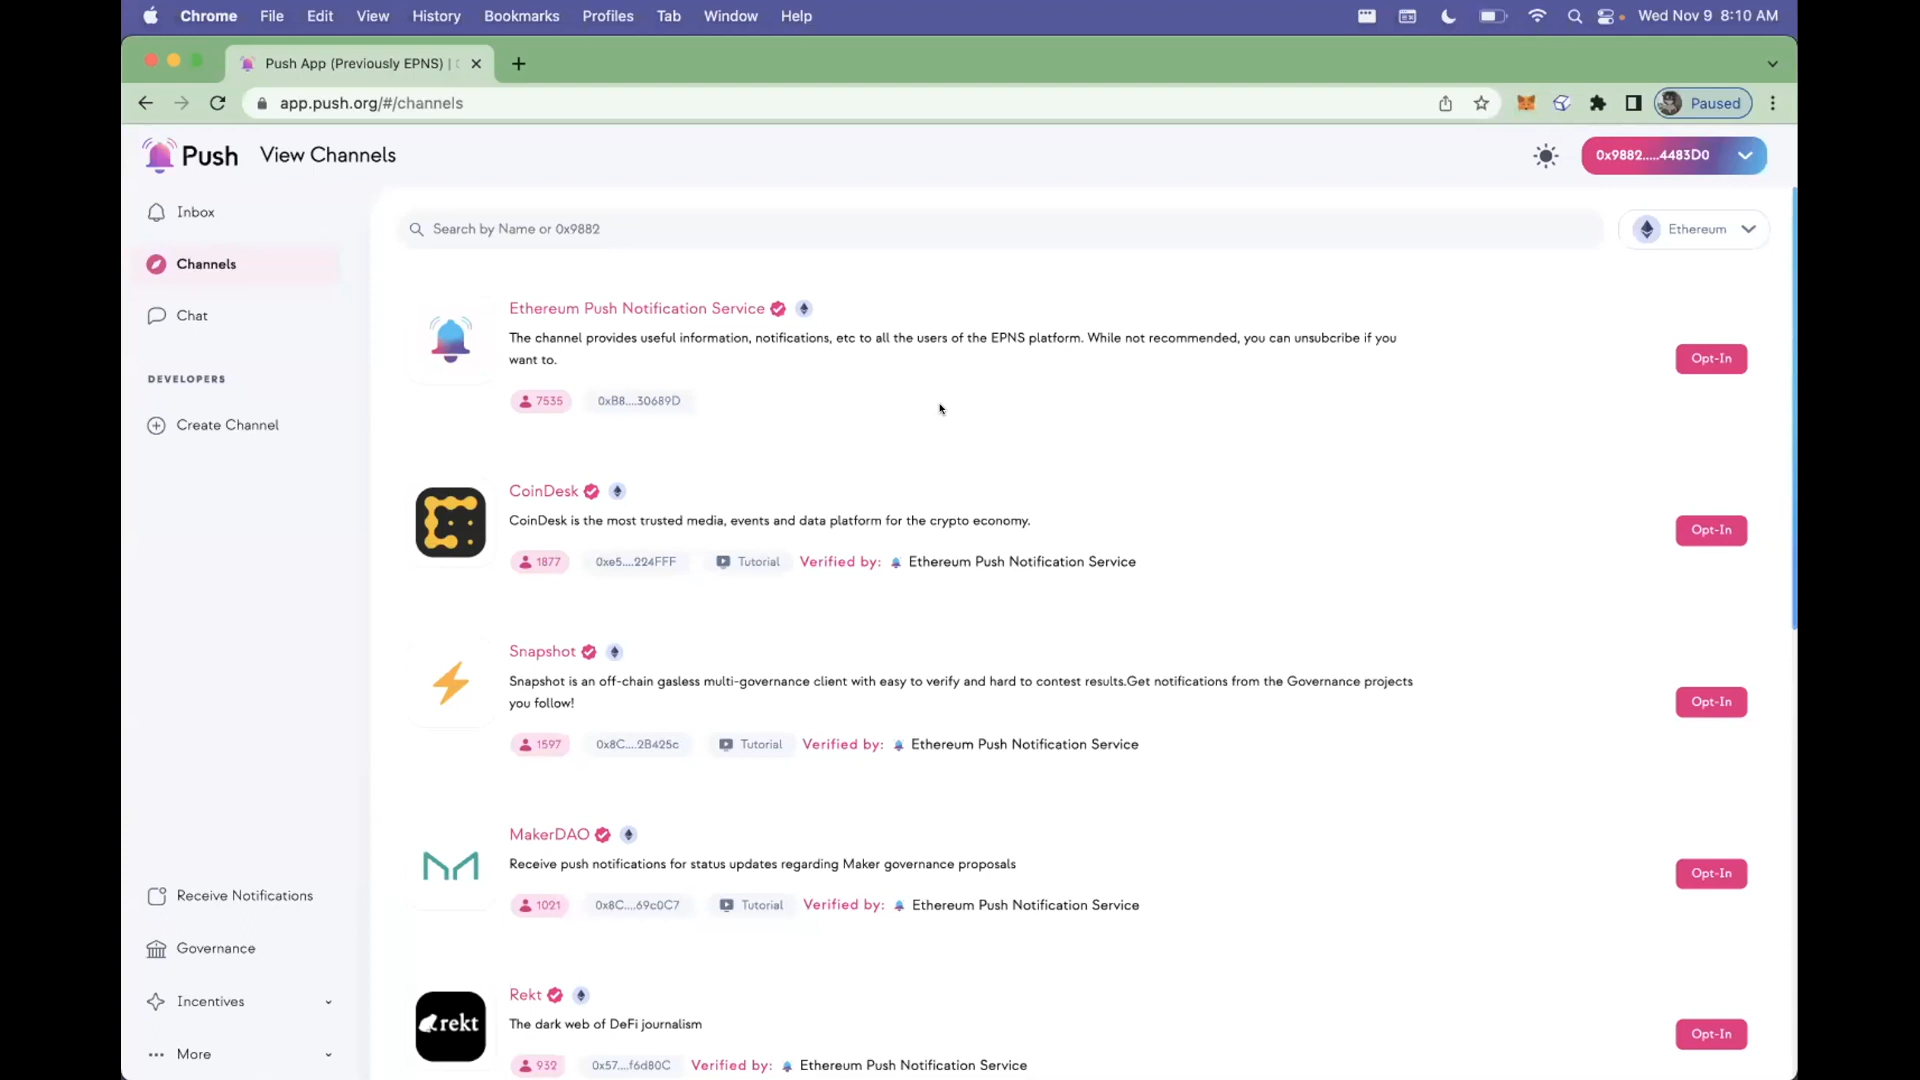 Chrome File Edit View History Bookmarks Profiles Tab Window Help Wed Nov 9 8:10 AM
Push App (Previously EPNS) |
app.push.org/#/channels
Paused
Push View Channels
0x9882.....4483D0
Inbox
Channels
Chat
DEVELOPERS
Create Channel
Receive Notifications
Governance
Incentives
More
Search by Name or 0x9882
Ethereum
Ethereum Push Notification Service
The channel provides useful information, notifications, etc to all the users of the EPNS platform. While not recommended, you can unsubcribe if you
want to.
Opt-In
7535 0xB8....30689D
CoinDesk
CoinDesk is the most trusted media, events and data platform for the crypto economy.
Opt-In
1877 0xe5....224FFF Tutorial Verified by: Ethereum Push Notification Service
Snapshot
Snapshot is an off-chain gasless multi-governance client with easy to verify and hard to contest results.Get notifications from the Governance projects
you follow!
Opt-In
1597 0x8C....2B425c Tutorial Verified by: Ethereum Push Notification Service
MakerDAO
Receive push notifications for status updates regarding Maker governance proposals
Opt-In
1021 0x8C....69c0C7 Tutorial Verified by: Ethereum Push Notification Service
rekt
Rekt
The dark web of DeFi journalism
Opt-In
932 0x57....f6d80C Verified by: Ethereum Push Notification Service